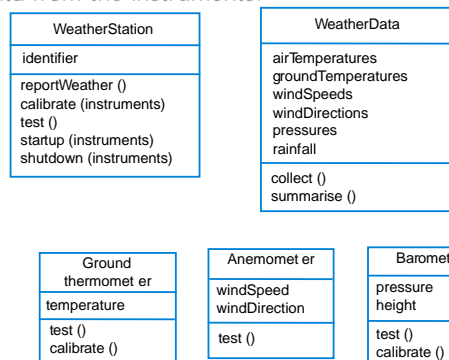 WeatherStation
identifier
reportWeather ()
calibrate (instruments)
test ()
startup (instruments)
shutdown (instruments)
WeatherData
airTemperatures
groundTemperatures
windSpeeds
windDirections
pressures
rainfall
collect ()
summarise ()
Ground
thermomet er
temperature
test ()
calibrate ()
Anemomet er
windSpeed
windDirection
test ()
Baromet
pressure
height
test ()
calibrate ()